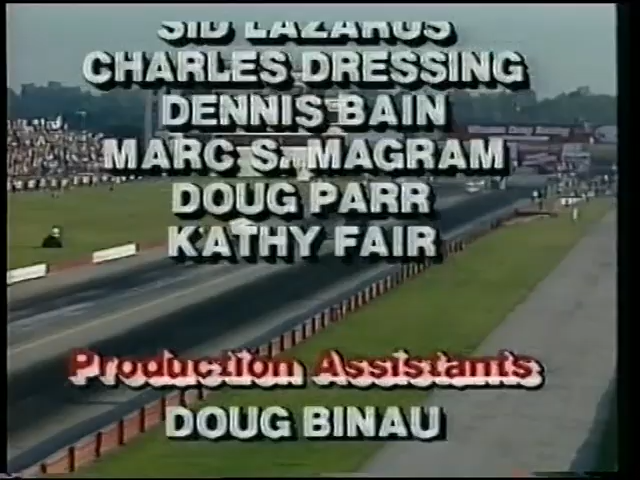 SID LAZARUS
CHARLES DRESSING
DENNIS BAIN
MARC S. MAGRAM
DOUG PARR
KATHY FAIR
Production Assistants
DOUG BINAU